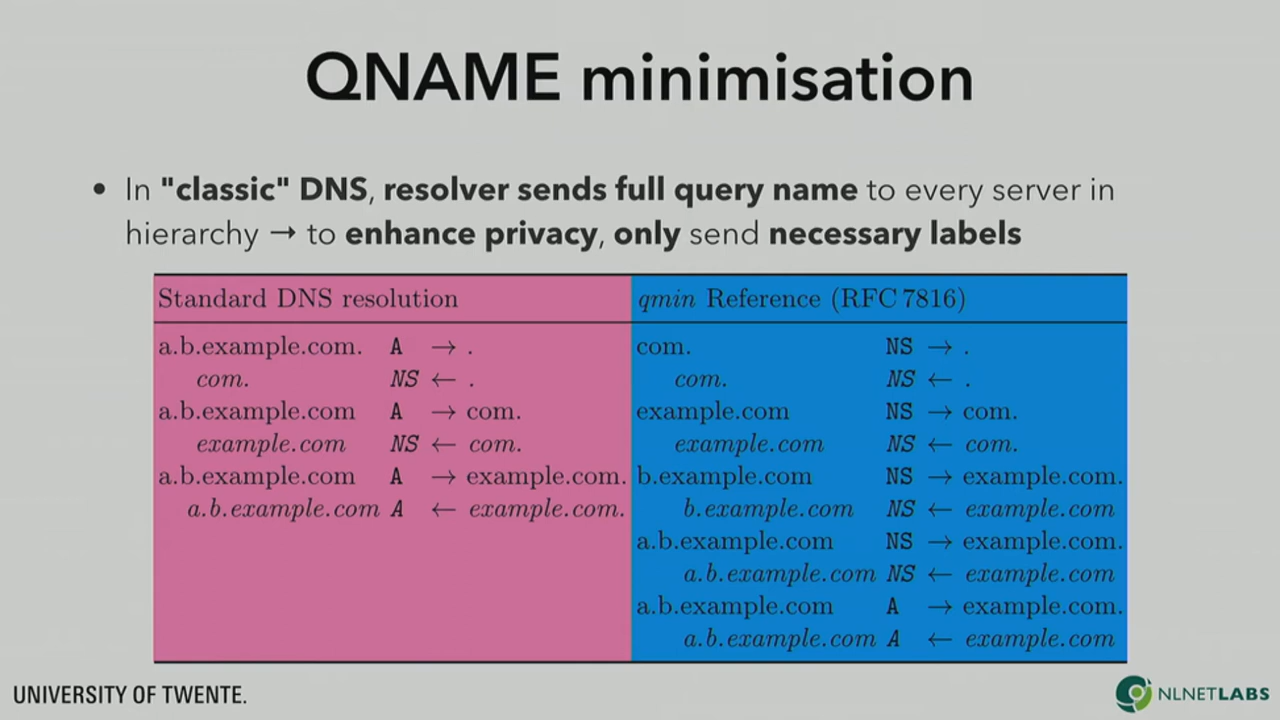 QNAME minimisation
• In "classic" DNS, resolver sends full query name to every server in
hierarchy → to enhance privacy, only send necessary labels
Standard DNS resolution qmin Reference (RFC 7816)
a.b.example.com. A → . com. NS → .
com. NS ← . com. NS ← .
a.b.example.com A → com. example.com NS → com.
example.com NS ← com. example.com NS ← com.
a.b.example.com A → example.com. b.example.com NS → example.com.
a.b.example.com A ← example.com. b.example.com NS ← example.com
a.b.example.com NS → example.com.
a.b.example.com NS ← example.com
a.b.example.com A → example.com.
a.b.example.com A ← example.com
UNIVERSITY OF TWENTE. NLNETLABS